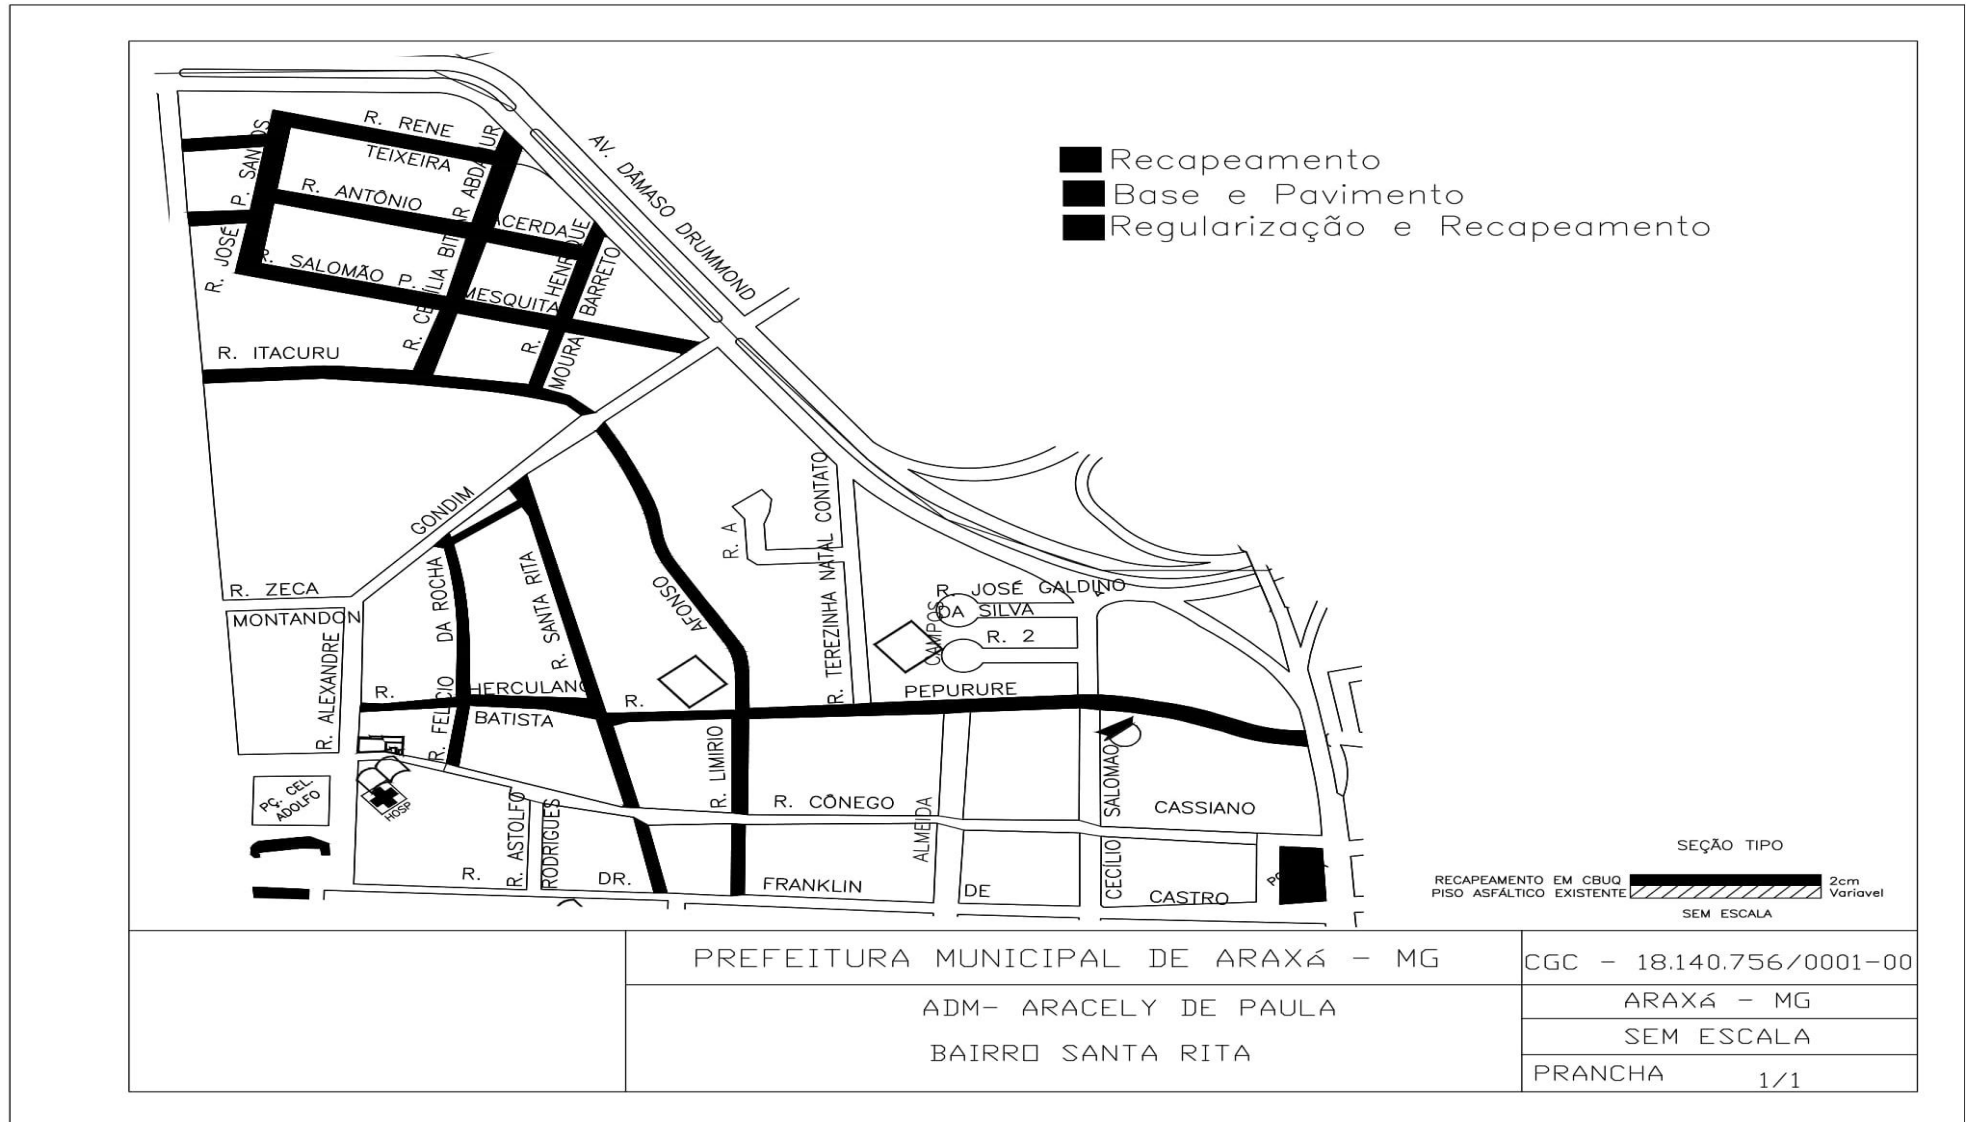 R. RENE
TEIXEIRA
R. ANTÔNIO
ACERDA
R. SALOMÃO P.
MESQUITA
R. JOSÉ P. SANTOS
R. CECÍLIA BITTAR ABDALUR
R. HENRIQUE
MOURA BARRETO
AV. DÂMASO DRUMMOND
Recapeamento
Base e Pavimento
Regularização e Recapeamento
R. ITACURU
GONDIM
R. ZECA
MONTANDON
R. ALEXANDRE
R. FELÍCIO DA ROCHA
R. SANTA RITA
AFONSO
R. A
R. TEREZINHA NATAL CONTATO
R. JOSÉ GALDINO
DA SILVA
R. 2
CAMPOS
PEPURURE
R. HERCULANO
BATISTA
R.
R. LIMIRIO
PÇ. CEL.
ADOLFO
HOSP
R. ASTOLFO
RODRIGUES
R. CÔNEGO
CASSIANO
ALMEIDA
CECÍLIO SALOMÃO
R. DR. FRANKLIN DE CASTRO
SEÇÃO TIPO
RECAPEAMENTO EM CBUQ 2cm
PISO ASFÁLTICO EXISTENTE Variavel
SEM ESCALA
PREFEITURA MUNICIPAL DE ARAXá - MG
CGC - 18.140.756/0001-00
ADM- ARACELY DE PAULA
BAIRRO SANTA RITA
ARAXá - MG
SEM ESCALA
PRANCHA 1/1